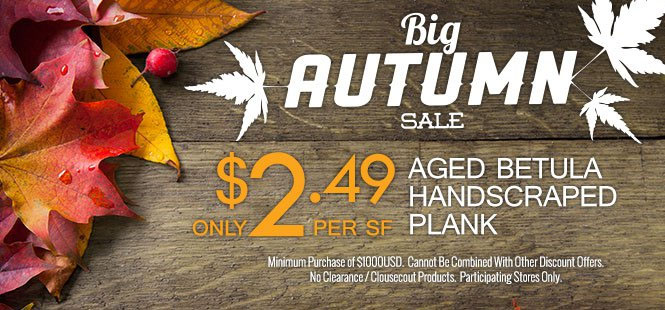 Big
AUTUMN
SALE
$2.49
ONLY PER SF
AGED BETULA
HANDSCRAPED
PLANK
Minimum Purchase of $1000USD. Cannot Be Combined With Other Discount Offers.
No Clearance / Clousecout Products. Participating Stores Only.